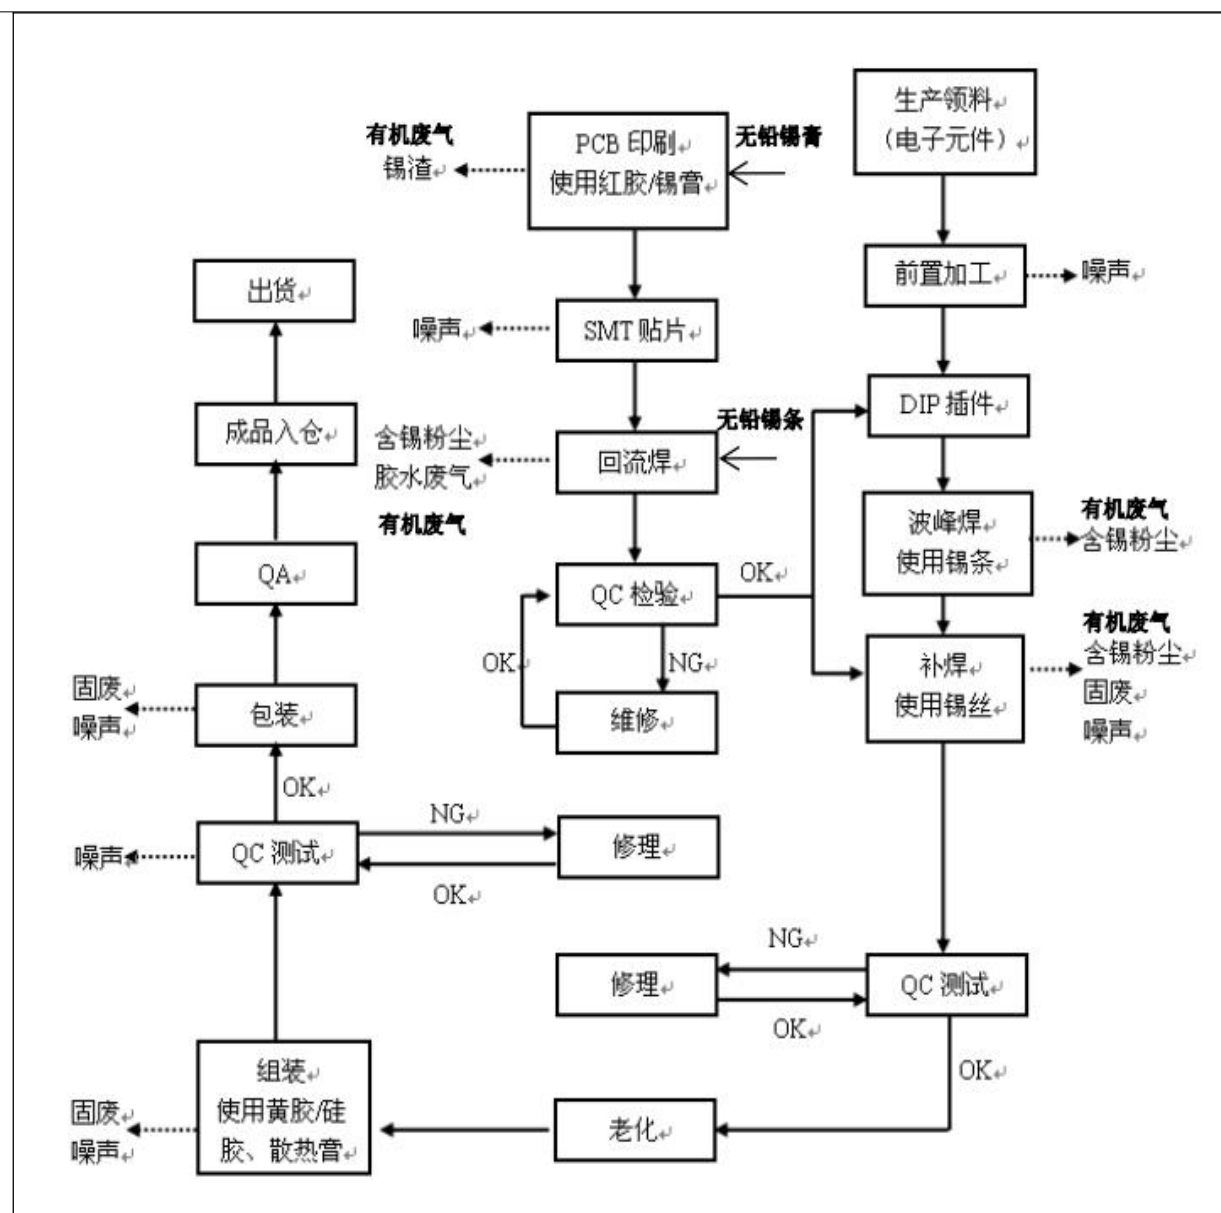 生产领料
（电子元件）
有机废气
锡渣
PCB 印刷
使用红胶/锡膏
无铅锡膏
前置加工
噪声
出货
噪声
SMT 贴片
DIP 插件
成品入仓
含锡粉尘
胶水废气
有机废气
回流焊
无铅锡条
波峰焊
使用锡条
有机废气
含锡粉尘
QA
QC 检验
OK
OK
NG
维修
补焊
使用锡丝
有机废气
含锡粉尘
固废
噪声
固废
噪声
包装
OK
噪声
QC 测试
NG
OK
修理
修理
NG
OK
QC 测试
OK
固废
噪声
组装
使用黄胶/硅
胶、散热膏
老化